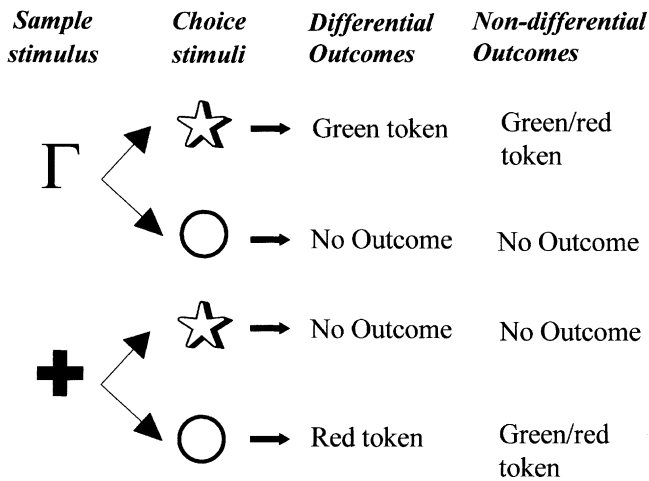 Sample stimulus
Choice stimuli
Differential Outcomes
Non-differential Outcomes
Γ
Green token
Green/red token
No Outcome
No Outcome
No Outcome
No Outcome
Red token
Green/red token